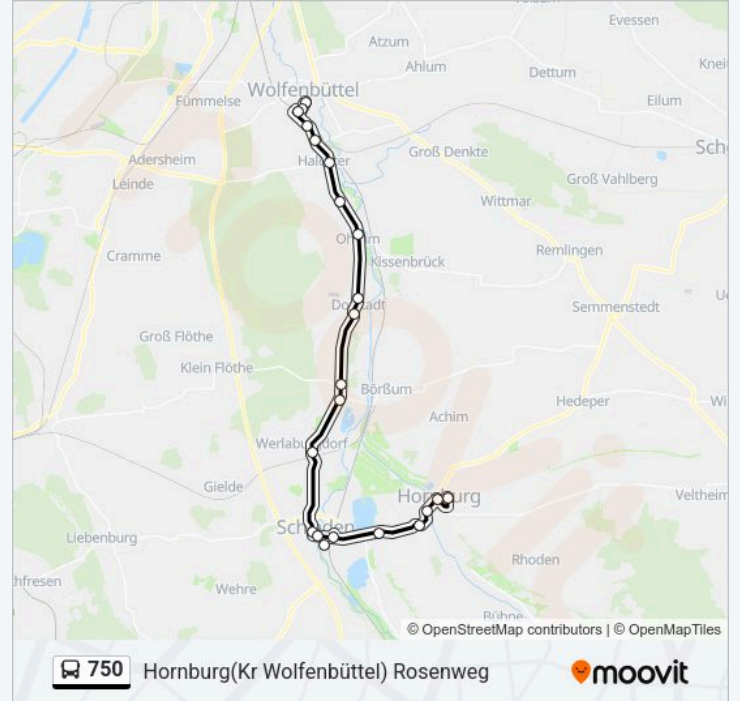 Evessen
Atzum
Ahlum
Dettum
Wolfenbüttel
Fümmelse
Eilum
Adersheim
Groß Denkte
Leinde
Groß Vahlberg
Wittmar
Cramme
Kissenbrück
Remlingen
Semmenstedt
Groß Flöthe
Klein Flöthe
Börßum
Hedeper
Achim
Gielde
Hornburg
Veltheim
Liebenburg
Rhoden
Wehre
Bühne
© OpenStreetMap contributors | © OpenMapTiles
750 Hornburg(Kr Wolfenbüttel) Rosenweg
moovit